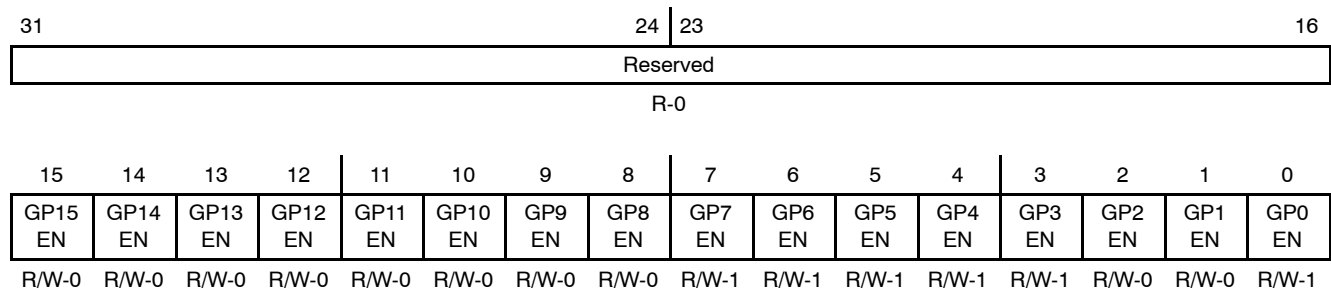 31 24 23 16
Reserved
R-0
15 14 13 12 11 10 9 8 7 6 5 4 3 2 1 0
GP15 GP14 GP13 GP12 GP11 GP10 GP9 GP8 GP7 GP6 GP5 GP4 GP3 GP2 GP1 GP0
EN EN EN EN EN EN EN EN EN EN EN EN EN EN EN EN
R/W-0 R/W-0 R/W-0 R/W-0 R/W-0 R/W-0 R/W-0 R/W-0 R/W-1 R/W-1 R/W-1 R/W-1 R/W-1 R/W-0 R/W-0 R/W-1